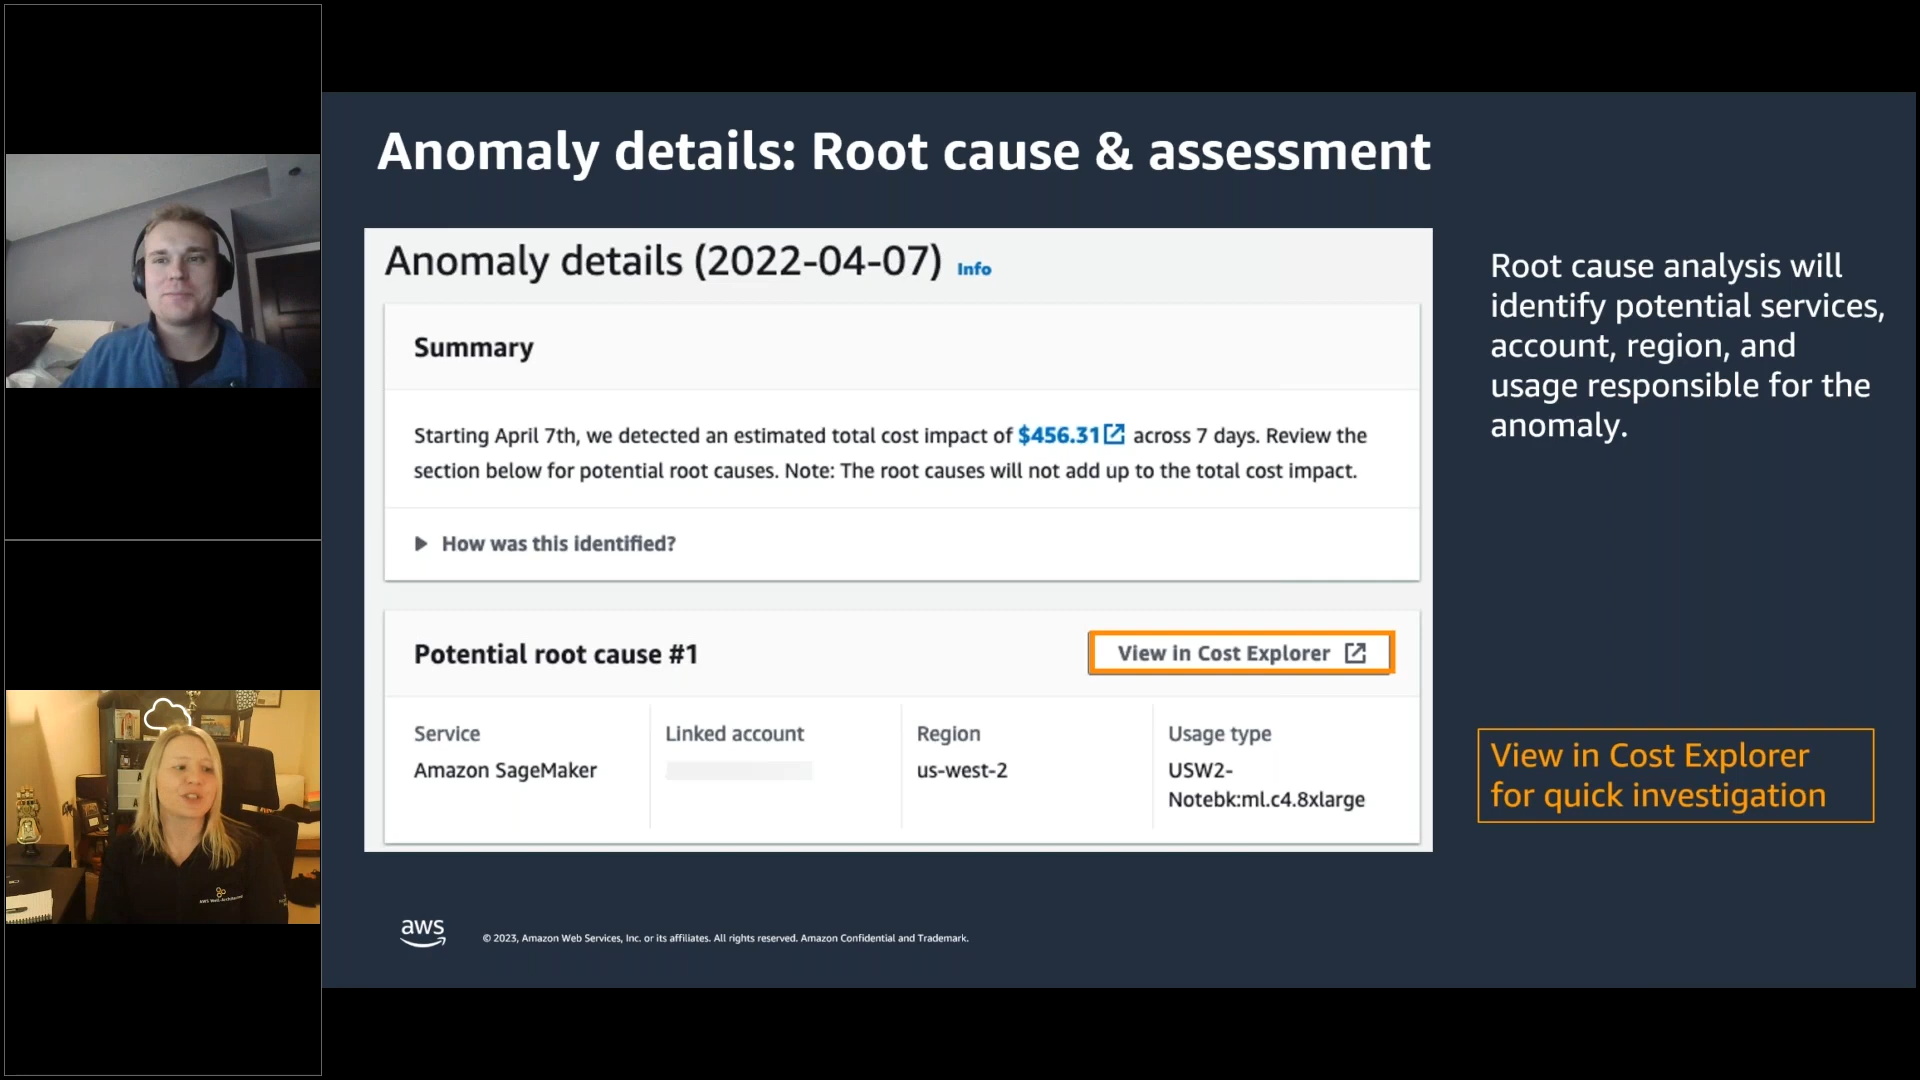 Anomaly details: Root cause & assessment
Anomaly details (2022-04-07) Info
Summary
Starting April 7th, we detected an estimated total cost impact of $456.31 across 7 days. Review the
section below for potential root causes. Note: The root causes will not add up to the total cost impact.
How was this identified?
Potential root cause #1
View in Cost Explorer
Service
Amazon SageMaker
Linked account
Region
us-west-2
Usage type
USW2-
Notebk:ml.c4.8xlarge
Root cause analysis will
identify potential services,
account, region, and
usage responsible for the
anomaly.
View in Cost Explorer
for quick investigation
aws
© 2023, Amazon Web Services, Inc. or its affiliates. All rights reserved. Amazon Confidential and Trademark.